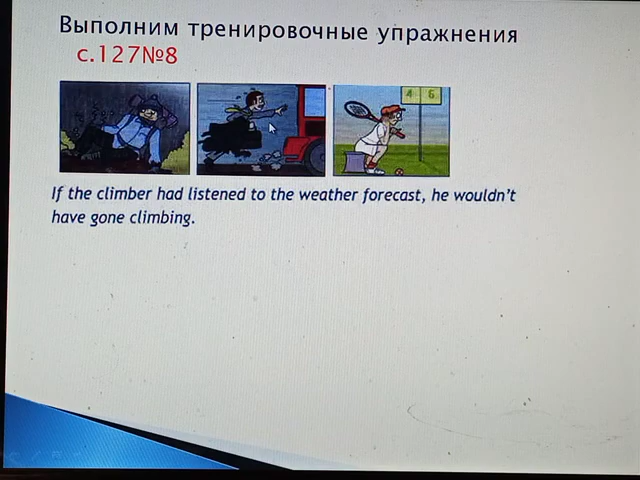 Выполним тренировочные упражнения
с.127№8
4 6
If the climber had listened to the weather forecast, he wouldn't
have gone climbing.